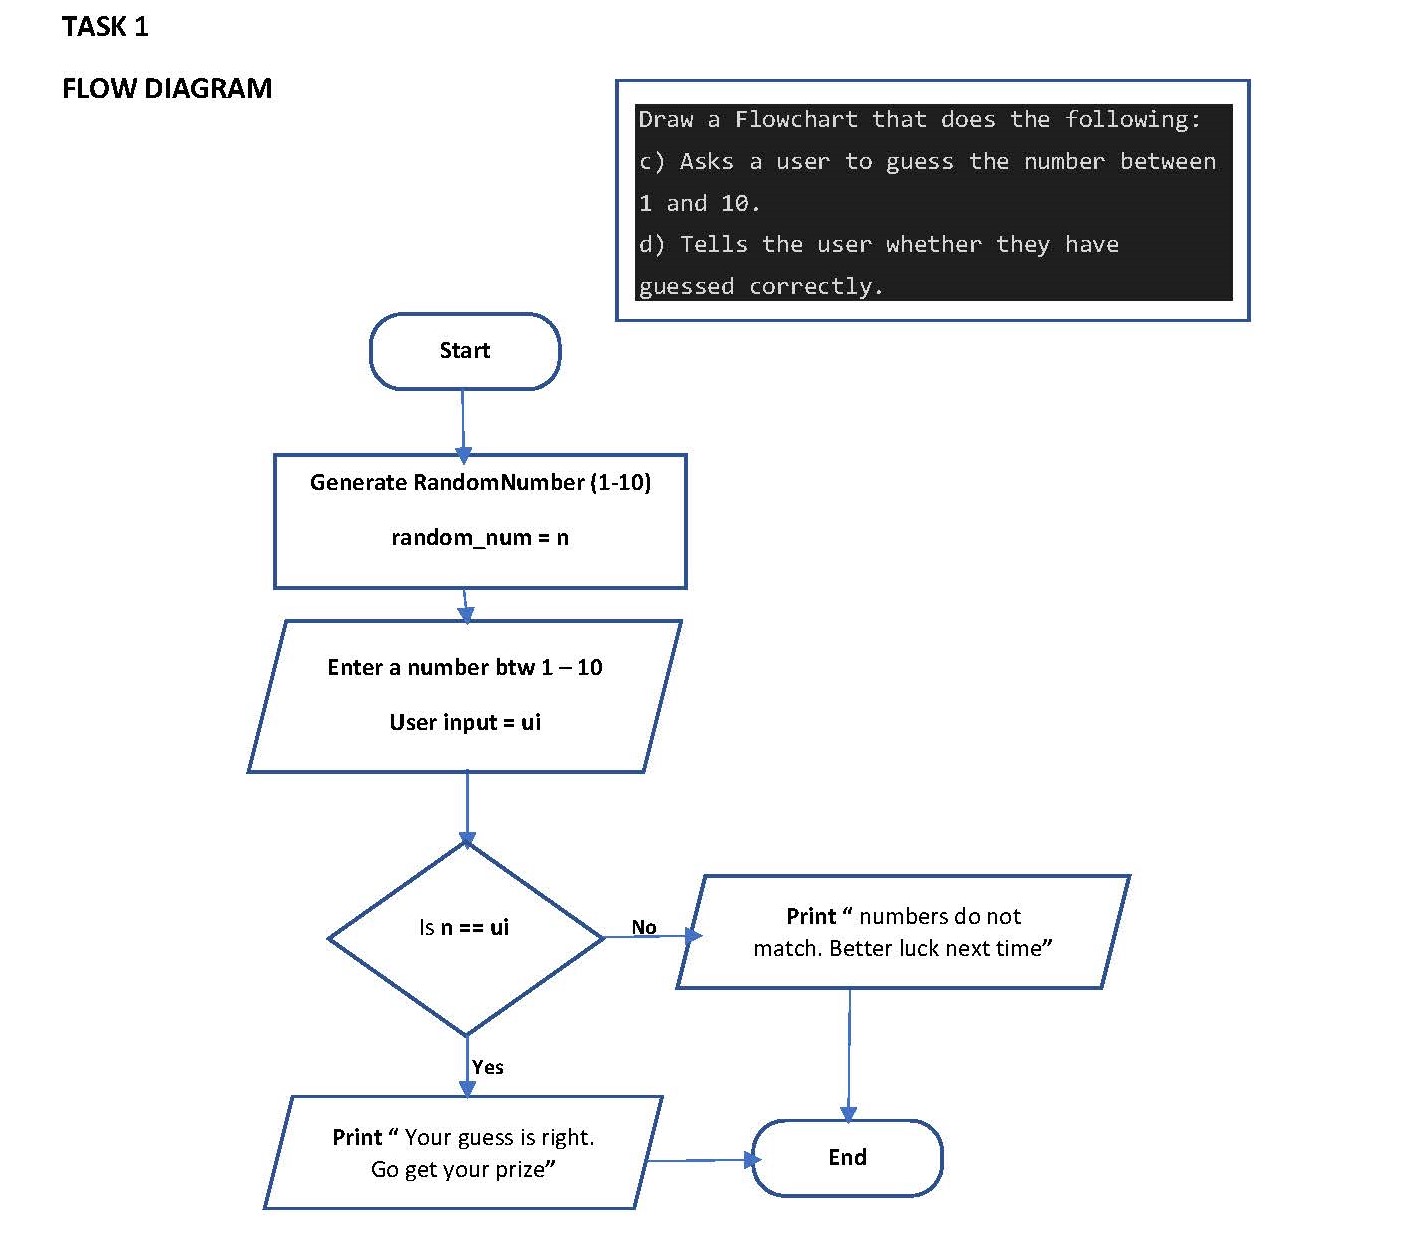 TASK 1
FLOW DIAGRAM
Draw a Flowchart that does the following:
c) Asks a user to guess the number between
1 and 10.
d) Tells the user whether they have
guessed correctly.
Start
Generate RandomNumber (1-10)
random_num = n
Enter a number btw 1 – 10
User input = ui
Is n == ui
No
Print “ numbers do not
match. Better luck next time”
Yes
Print “ Your guess is right.
Go get your prize”
End